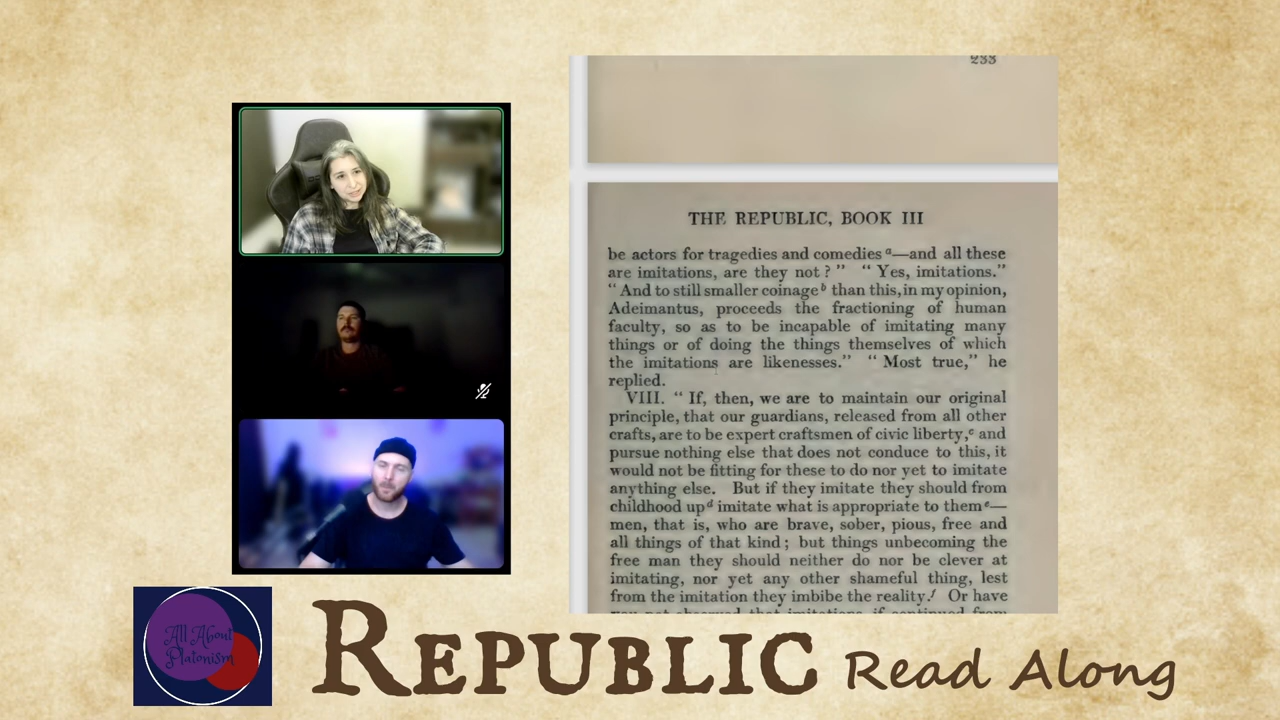 233
THE REPUBLIC, BOOK III
be actors for tragedies and comedies ᵃ—and all these
are imitations, are they not ? ” “ Yes, imitations.”
“ And to still smaller coinage ᵇ than this, in my opinion,
Adeimantus, proceeds the fractioning of human
faculty, so as to be incapable of imitating many
things or of doing the things themselves of which
the imitations are likenesses.” “ Most true,” he
replied.
VIII. “ If, then, we are to maintain our original
principle, that our guardians, released from all other
crafts, are to be expert craftsmen of civic liberty,ᶜ and
pursue nothing else that does not conduce to this, it
would not be fitting for these to do nor yet to imitate
anything else. But if they imitate they should from
childhood up ᵈ imitate what is appropriate to them ᵉ—
men, that is, who are brave, sober, pious, free and
all things of that kind ; but things unbecoming the
free man they should neither do nor be clever at
imitating, nor yet any other shameful thing, lest
from the imitation they imbibe the reality.ᶠ Or have
you not observed that imitations, if continued from
All About
Platonism
REPUBLIC Read Along